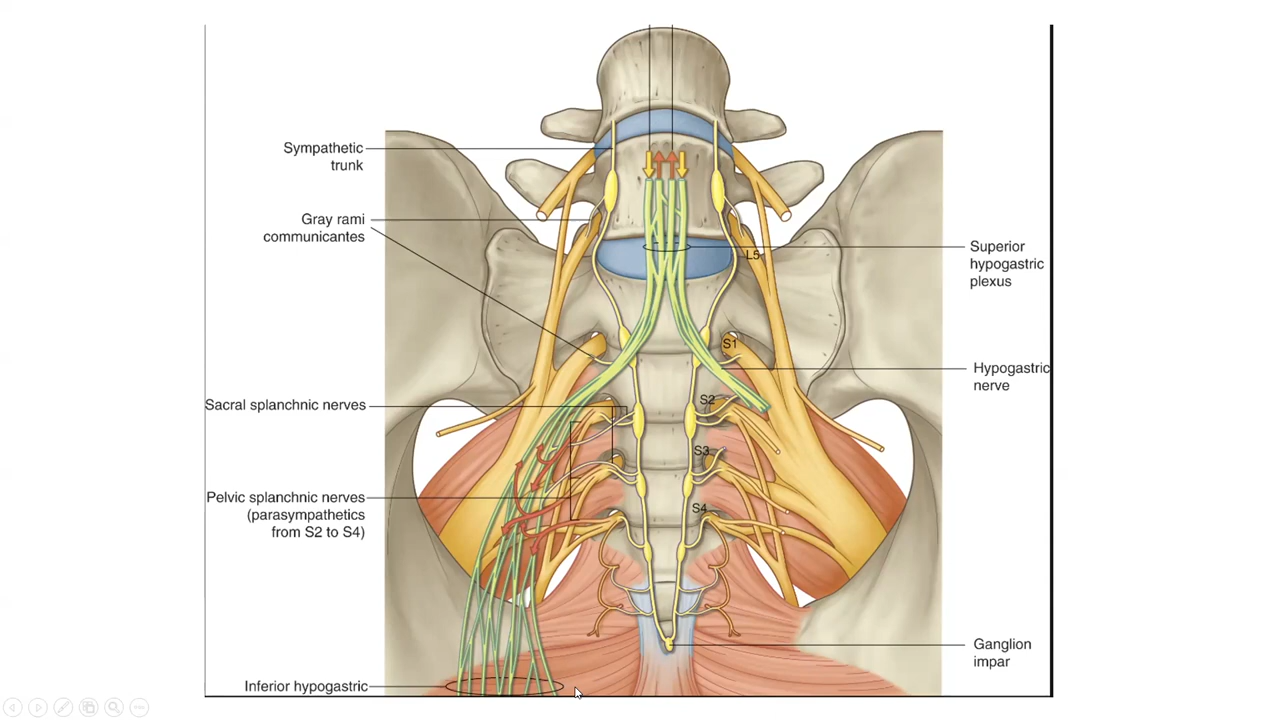 Sympathetic
trunk
Gray rami
communicantes
L5
Superior
hypogastric
plexus
S1
Hypogastric
nerve
S2
Sacral splanchnic nerves
S3
Pelvic splanchnic nerves
(parasympathetics
from S2 to S4)
S4
Ganglion
impar
Inferior hypogastric